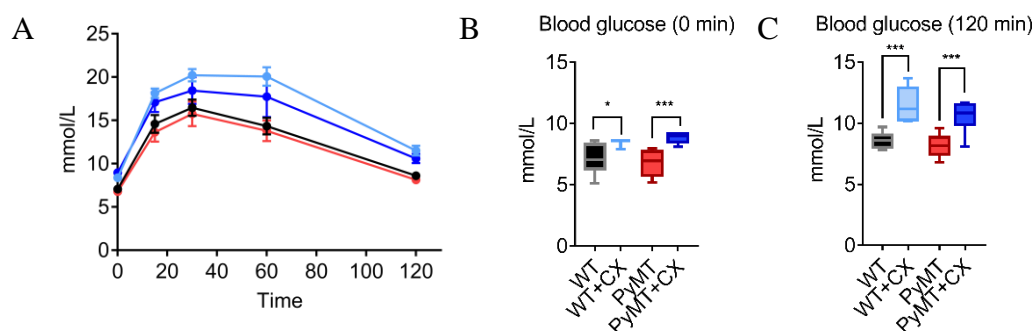 A
25
20
15
10
5
0
mmol/L
0 20 40 60 80 100 120
Time
B
Blood glucose (0 min)
15
10
5
0
mmol/L
*
***
WT
WT+CX
PyMT
PyMT+CX
C
Blood glucose (120 min)
15
10
5
0
mmol/L
***
***
WT
WT+CX
PyMT
PyMT+CX